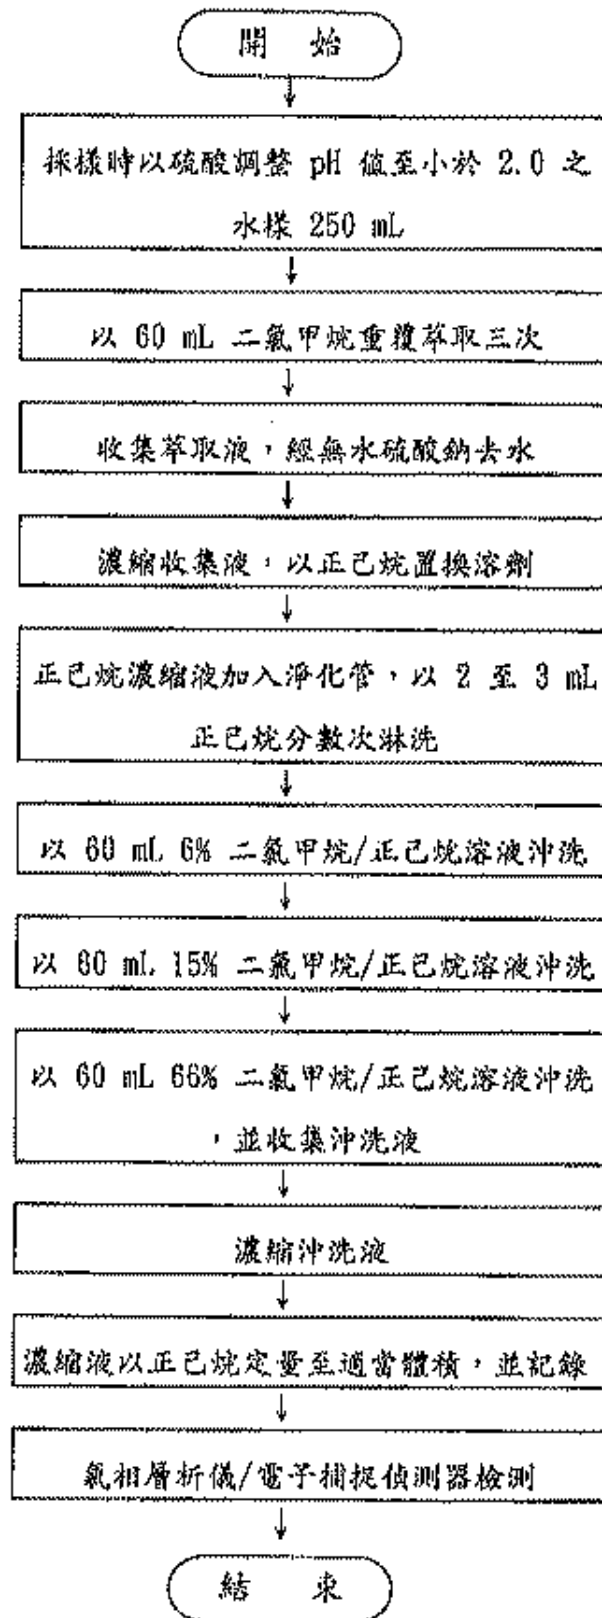 開 始
採樣時以硫酸調整 pH 值至小於 2.0 之
水樣 250 mL
以 60 mL 二氯甲烷重覆萃取三次
收集萃取液，經無水硫酸鈉去水
濃縮收集液，以正己烷置換溶劑
正己烷濃縮液加入淨化管，以 2 至 3 mL
正己烷分數次淋洗
以 60 mL 6% 二氯甲烷/正己烷溶液沖洗
以 60 mL 15% 二氯甲烷/正己烷溶液沖洗
以 60 mL 66% 二氯甲烷/正己烷溶液沖洗
，並收集沖洗液
濃縮沖洗液
濃縮液以正己烷定量至適當體積，並記錄
氣相層析儀/電子捕捉偵測器檢測
結 束